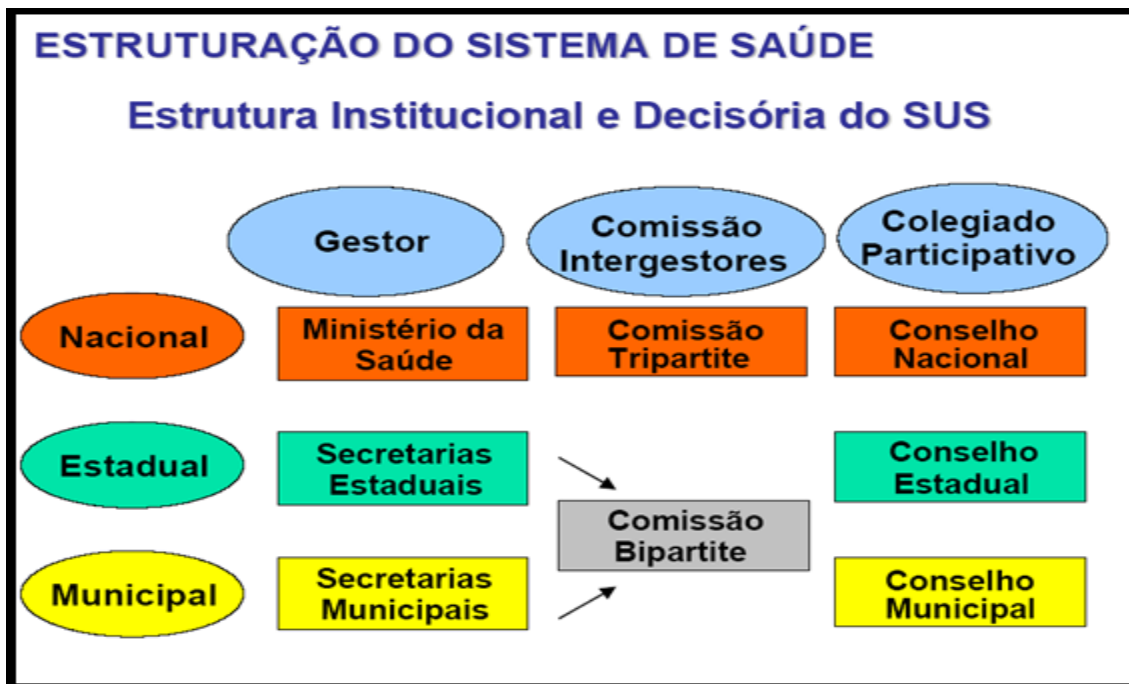 ESTRUTURAÇÃO DO SISTEMA DE SAÚDE
Estrutura Institucional e Decisória do SUS
Gestor
Comissão
Intergestores
Colegiado
Participativo
Nacional
Ministério da
Saúde
Comissão
Tripartite
Conselho
Nacional
Estadual
Secretarias
Estaduais
Conselho
Estadual
Comissão
Bipartite
Municipal
Secretarias
Municipais
Conselho
Municipal